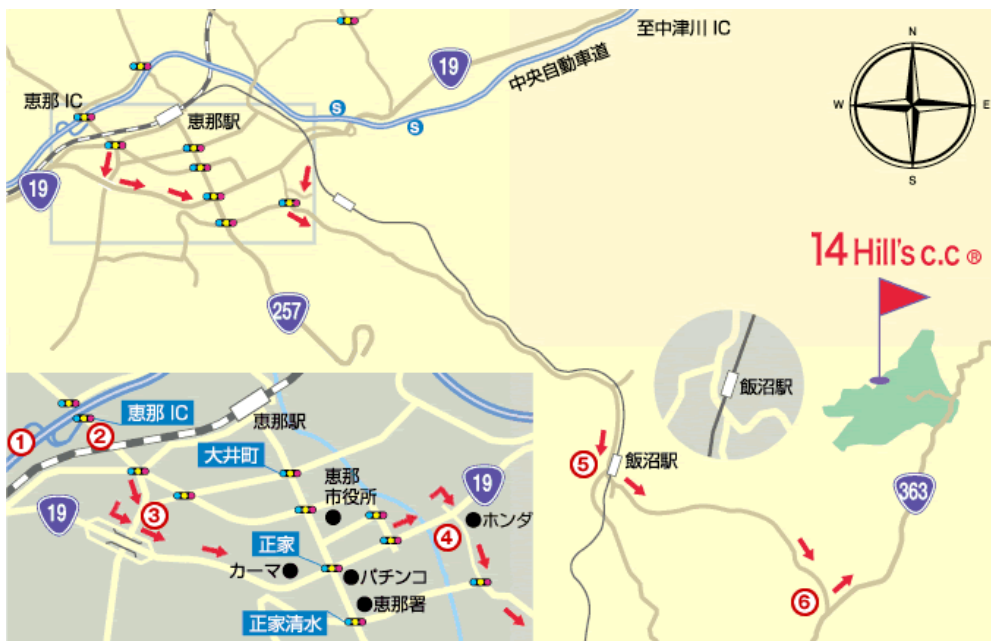 至中津川 IC
19
中央自動車道
N
W
E
S
恵那 IC
S
S
恵那駅
19
14 Hill's c.c ®
257
飯沼駅
恵那 IC
①
②
恵那駅
大井町
恵那
市役所
19
ホンダ
19
③
④
正家
カーマ
パチンコ
恵那署
正家清水
⑤
飯沼駅
363
⑥